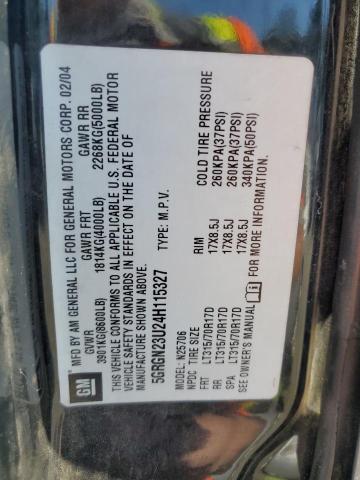 GM
MFD BY AM GENERAL LLC FOR GENERAL MOTORS CORP. 02/04
GVWR GAWR FRT GAWR RR
3901KG(8600LB) 1814KG(4000LB) 2268KG(5000LB)
THIS VEHICLE CONFORMS TO ALL APPLICABLE U.S. FEDERAL MOTOR
VEHICLE SAFETY STANDARDS IN EFFECT ON THE DATE OF
MANUFACTURE SHOWN ABOVE.
5GRGN23U24H115327 TYPE: M.P.V.
MODEL: N25706
NPDC TIRE SIZE RIM COLD TIRE PRESSURE
FRT LT315/70R17D 17X8.5J 260KPA(37PSI)
RR LT315/70R17D 17X8.5J 260KPA(37PSI)
SPA LT315/70R17D 17X8.5J 340KPA(50PSI)
SEE OWNER'S MANUAL FOR MORE INFORMATION.